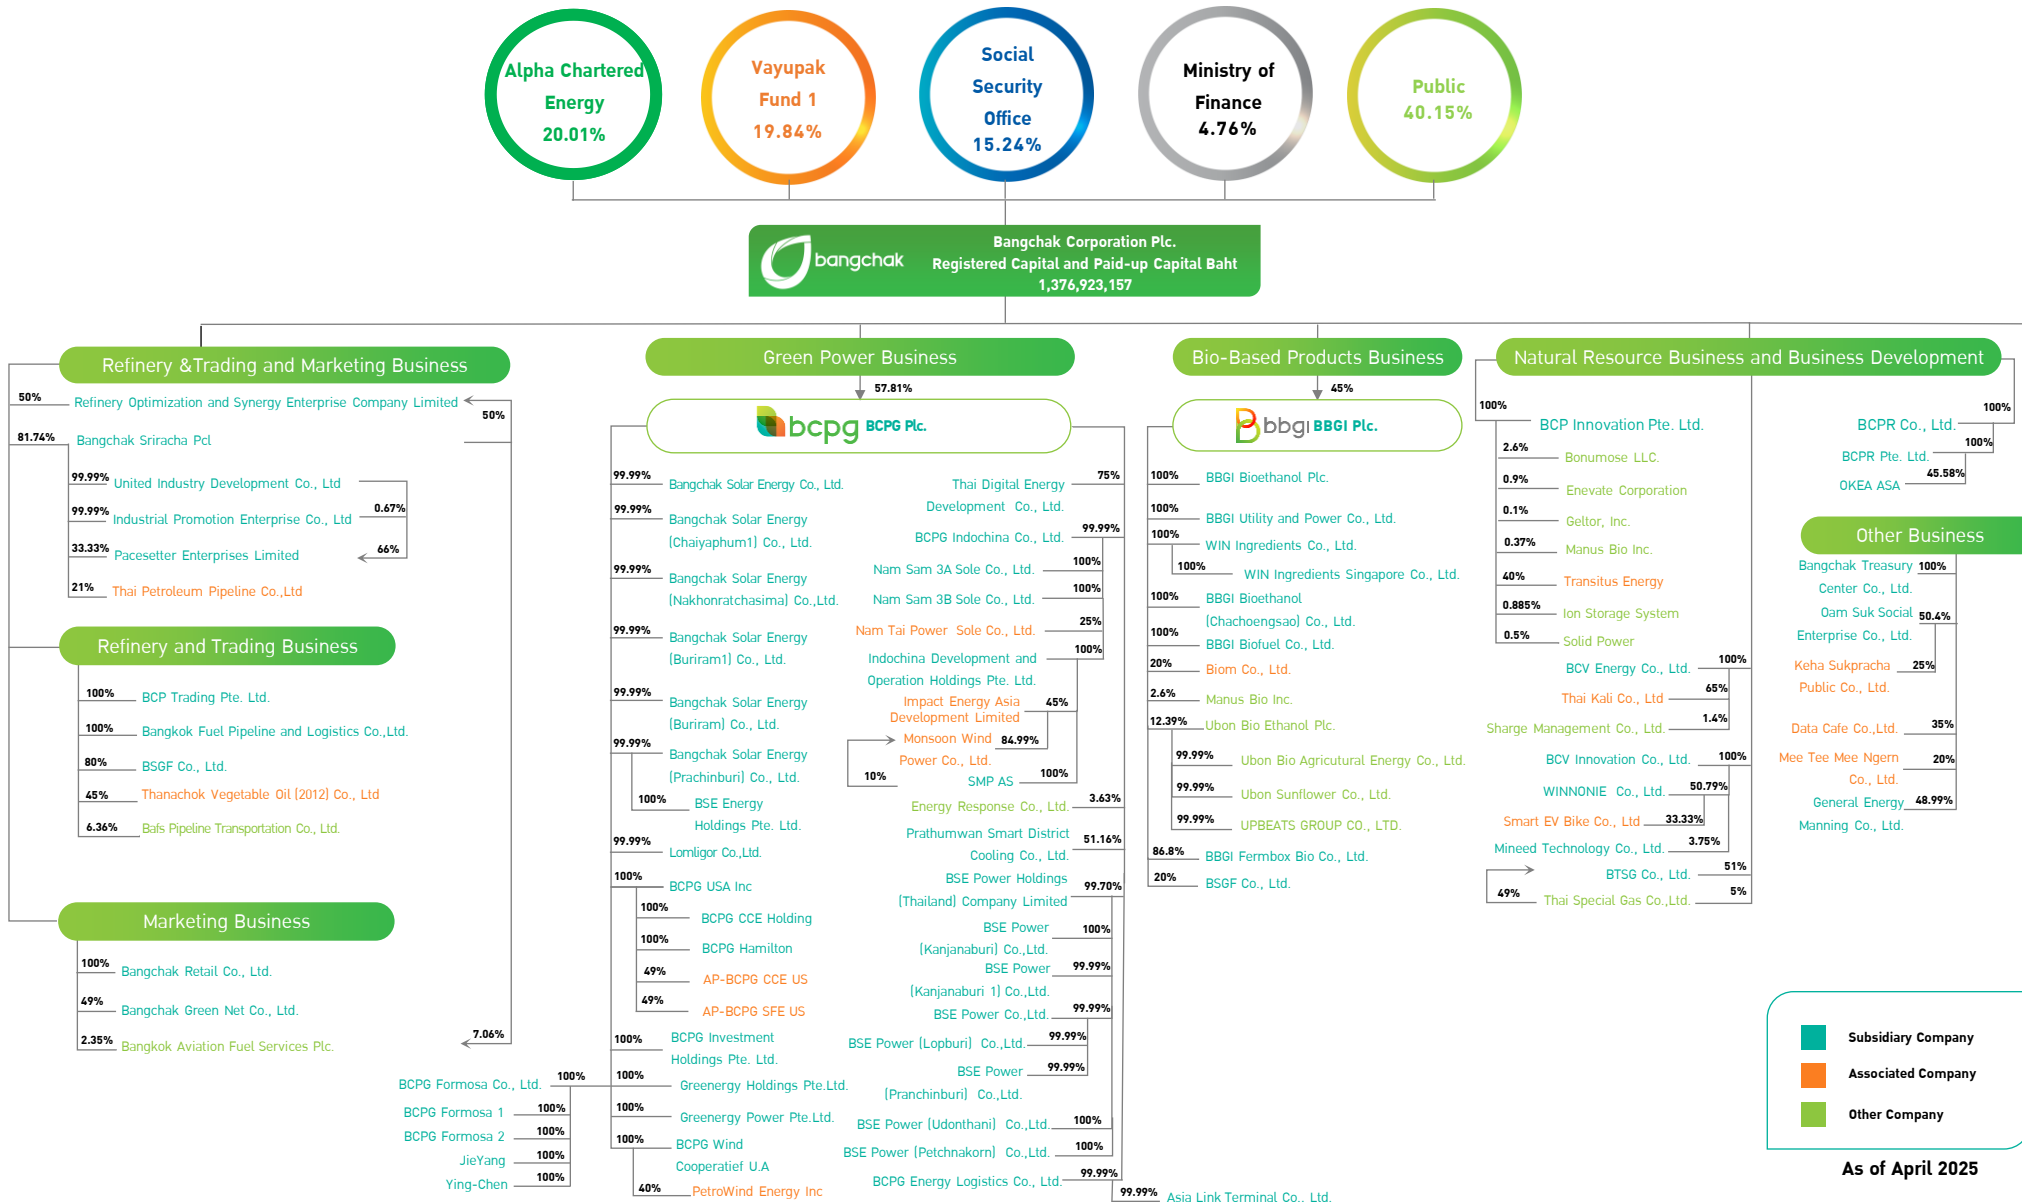 Alpha Chartered
Energy
20.01%
Vayupak
Fund 1
19.84%
Social
Security
Office
15.24%
Ministry of
Finance
4.76%
Public
40.15%
bangchak
Bangchak Corporation Plc.
Registered Capital and Paid-up Capital Baht
1,376,923,157
Refinery &Trading and Marketing Business
50%
Refinery Optimization and Synergy Enterprise Company Limited
50%
81.74%
Bangchak Sriracha Pcl
99.99%
United Industry Development Co., Ltd
0.67%
99.99%
Industrial Promotion Enterprise Co., Ltd
33.33%
Pacesetter Enterprises Limited
66%
21%
Thai Petroleum Pipeline Co.,Ltd
Refinery and Trading Business
100%
BCP Trading Pte. Ltd.
100%
Bangkok Fuel Pipeline and Logistics Co.,Ltd.
80%
BSGF Co., Ltd.
45%
Thanachok Vegetable Oil (2012) Co., Ltd
6.36%
Bafs Pipeline Transportation Co., Ltd.
Marketing Business
100%
Bangchak Retail Co., Ltd.
49%
Bangchak Green Net Co., Ltd.
2.35%
Bangkok Aviation Fuel Services Plc.
7.06%
Green Power Business
57.81%
bcpg BCPG Plc.
99.99%
Bangchak Solar Energy Co., Ltd.
99.99%
Bangchak Solar Energy
(Chaiyaphum1) Co., Ltd.
99.99%
Bangchak Solar Energy
(Nakhonratchasima) Co.,Ltd.
99.99%
Bangchak Solar Energy
(Buriram1) Co., Ltd.
99.99%
Bangchak Solar Energy
(Buriram) Co., Ltd.
99.99%
Bangchak Solar Energy
(Prachinburi) Co., Ltd.
100%
BSE Energy
Holdings Pte. Ltd.
99.99%
Lomligor Co.,Ltd.
100%
BCPG USA Inc
100%
BCPG CCE Holding
100%
BCPG Hamilton
49%
AP-BCPG CCE US
49%
AP-BCPG SFE US
100%
BCPG Investment
Holdings Pte. Ltd.
100%
Greenergy Holdings Pte.Ltd.
100%
Greenergy Power Pte.Ltd.
100%
BCPG Wind
Cooperatief U.A
40%
PetroWind Energy Inc
BCPG Formosa Co., Ltd.
100%
BCPG Formosa 1
100%
BCPG Formosa 2
100%
JieYang
100%
Ying-Chen
100%
Thai Digital Energy
Development Co., Ltd.
75%
BCPG Indochina Co., Ltd.
99.99%
Nam Sam 3A Sole Co., Ltd.
100%
Nam Sam 3B Sole Co., Ltd.
100%
Nam Tai Power Sole Co., Ltd.
25%
Indochina Development and
Operation Holdings Pte. Ltd.
100%
Impact Energy Asia
Development Limited
45%
Monsoon Wind
Power Co., Ltd.
84.99%
10%
SMP AS
100%
Energy Response Co., Ltd.
3.63%
Prathumwan Smart District
Cooling Co., Ltd.
51.16%
BSE Power Holdings
(Thailand) Company Limited
99.70%
BSE Power
(Kanjanaburi) Co.,Ltd.
100%
BSE Power
(Kanjanaburi 1) Co.,Ltd.
99.99%
BSE Power Co.,Ltd.
99.99%
BSE Power (Lopburi) Co.,Ltd.
99.99%
BSE Power
(Pranchinburi) Co.,Ltd.
99.99%
BSE Power (Udonthani) Co.,Ltd.
100%
BSE Power (Petchnakorn) Co.,Ltd.
100%
BCPG Energy Logistics Co., Ltd.
99.99%
99.99%
Asia Link Terminal Co., Ltd.
Bio-Based Products Business
45%
bbgi BBGI Plc.
100%
BBGI Bioethanol Plc.
100%
BBGI Utility and Power Co., Ltd.
100%
WIN Ingredients Co., Ltd.
100%
WIN Ingredients Singapore Co., Ltd.
100%
BBGI Bioethanol
(Chachoengsao) Co., Ltd.
100%
BBGI Biofuel Co., Ltd.
20%
Biom Co., Ltd.
2.6%
Manus Bio Inc.
12.39%
Ubon Bio Ethanol Plc.
99.99%
Ubon Bio Agricutural Energy Co., Ltd.
99.99%
Ubon Sunflower Co., Ltd.
99.99%
UPBEATS GROUP CO., LTD.
86.8%
BBGI Fermbox Bio Co., Ltd.
20%
BSGF Co., Ltd.
Natural Resource Business and Business Development
100%
BCP Innovation Pte. Ltd.
2.6%
Bonumose LLC.
0.9%
Enevate Corporation
0.1%
Geltor, Inc.
0.37%
Manus Bio Inc.
40%
Transitus Energy
0.885%
Ion Storage System
0.5%
Solid Power
BCV Energy Co., Ltd.
100%
Thai Kali Co., Ltd
65%
Sharge Management Co., Ltd.
1.4%
BCV Innovation Co., Ltd.
100%
WINNONIE Co., Ltd.
50.79%
Smart EV Bike Co., Ltd
33.33%
Mineed Technology Co., Ltd.
3.75%
BTSG Co., Ltd.
51%
49%
Thai Special Gas Co.,Ltd.
5%
100%
BCPR Co., Ltd.
100%
BCPR Pte. Ltd.
45.58%
OKEA ASA
Other Business
Bangchak Treasury
Center Co., Ltd.
100%
Oam Suk Social
Enterprise Co., Ltd.
50.4%
Keha Sukpracha
Public Co., Ltd.
25%
Data Cafe Co.,Ltd.
35%
Mee Tee Mee Ngern
Co., Ltd.
20%
General Energy
Manning Co., Ltd.
48.99%
Subsidiary Company
Associated Company
Other Company
As of April 2025